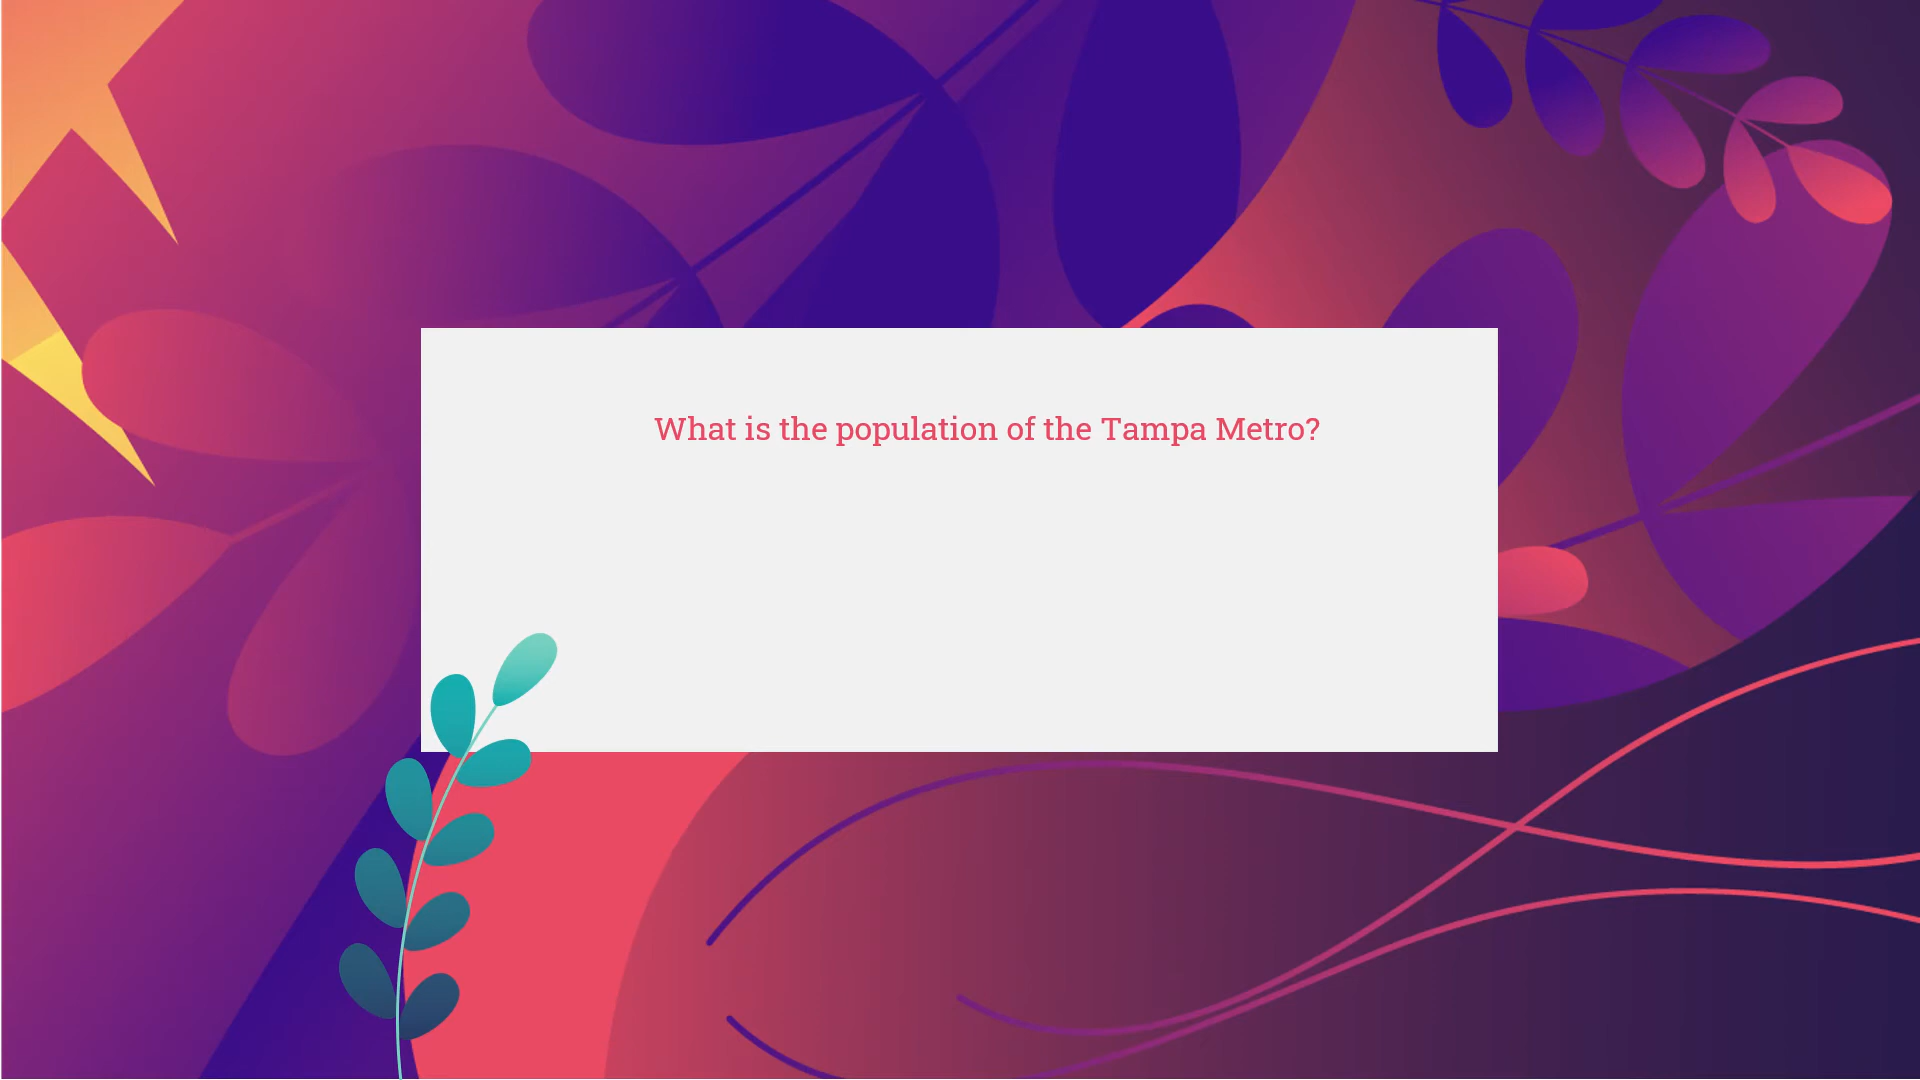 What is the population of the Tampa Metro?